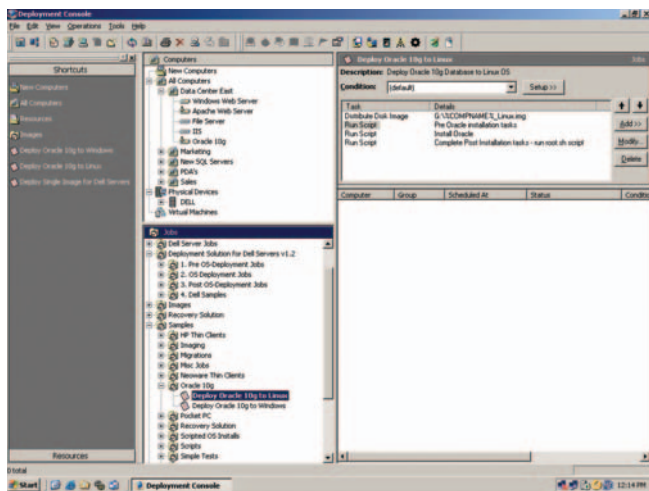 Deployment Console
File Edit View Operations Tools Help
Shortcuts
New Computers
All Computers
Resources
Images
Deploy Oracle 10g to Windows
Deploy Oracle 10g to Linux
Deploy Single Image for Dell Servers
Resources
Computers
New Computers
All Computers
Data Center East
Windows Web Server
Apache Web Server
File Server
IIS
Oracle 10g
Marketing
New SQL Servers
PDA's
Sales
Physical Devices
DELL
Virtual Machines
Jobs
Dell Server Jobs
Deployment Solution for Dell Servers v1.2
1. Pre OS-Deployment Jobs
2. OS Deployment Jobs
3. Post OS-Deployment Jobs
4. Dell Samples
Images
Recovery Solution
Samples
HP Thin Clients
Imaging
Migrations
Misc Jobs
Neoware Thin Clients
Oracle 10g
Deploy Oracle 10g to Linux
Deploy Oracle 10g to Windows
Pocket PC
Recovery Solution
Scripted OS Installs
Scripts
Simple Tests
Deploy Oracle 10g to Linux Jobs
Description: Deploy Oracle 10g Database to Linux OS
Condition: (default) Setup >>
Task Details
Distribute Disk Image G:\%COMPNAME%_Linux.img
Run Script Pre Oracle installation tasks
Run Script Install Oracle
Run Script Complete Post Installation tasks - run root sh script
Add >>
Modify...
Delete
Computer Group Scheduled At Status Conditio
0 total
Start Deployment Console 12:14 PM